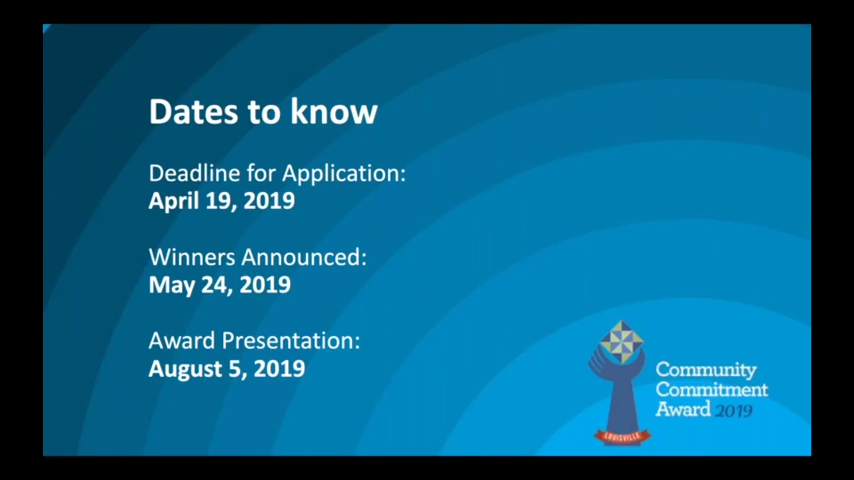 Dates to know
Deadline for Application:
April 19, 2019
Winners Announced:
May 24, 2019
Award Presentation:
August 5, 2019
Community
Commitment
Award 2019
LOUISVILLE